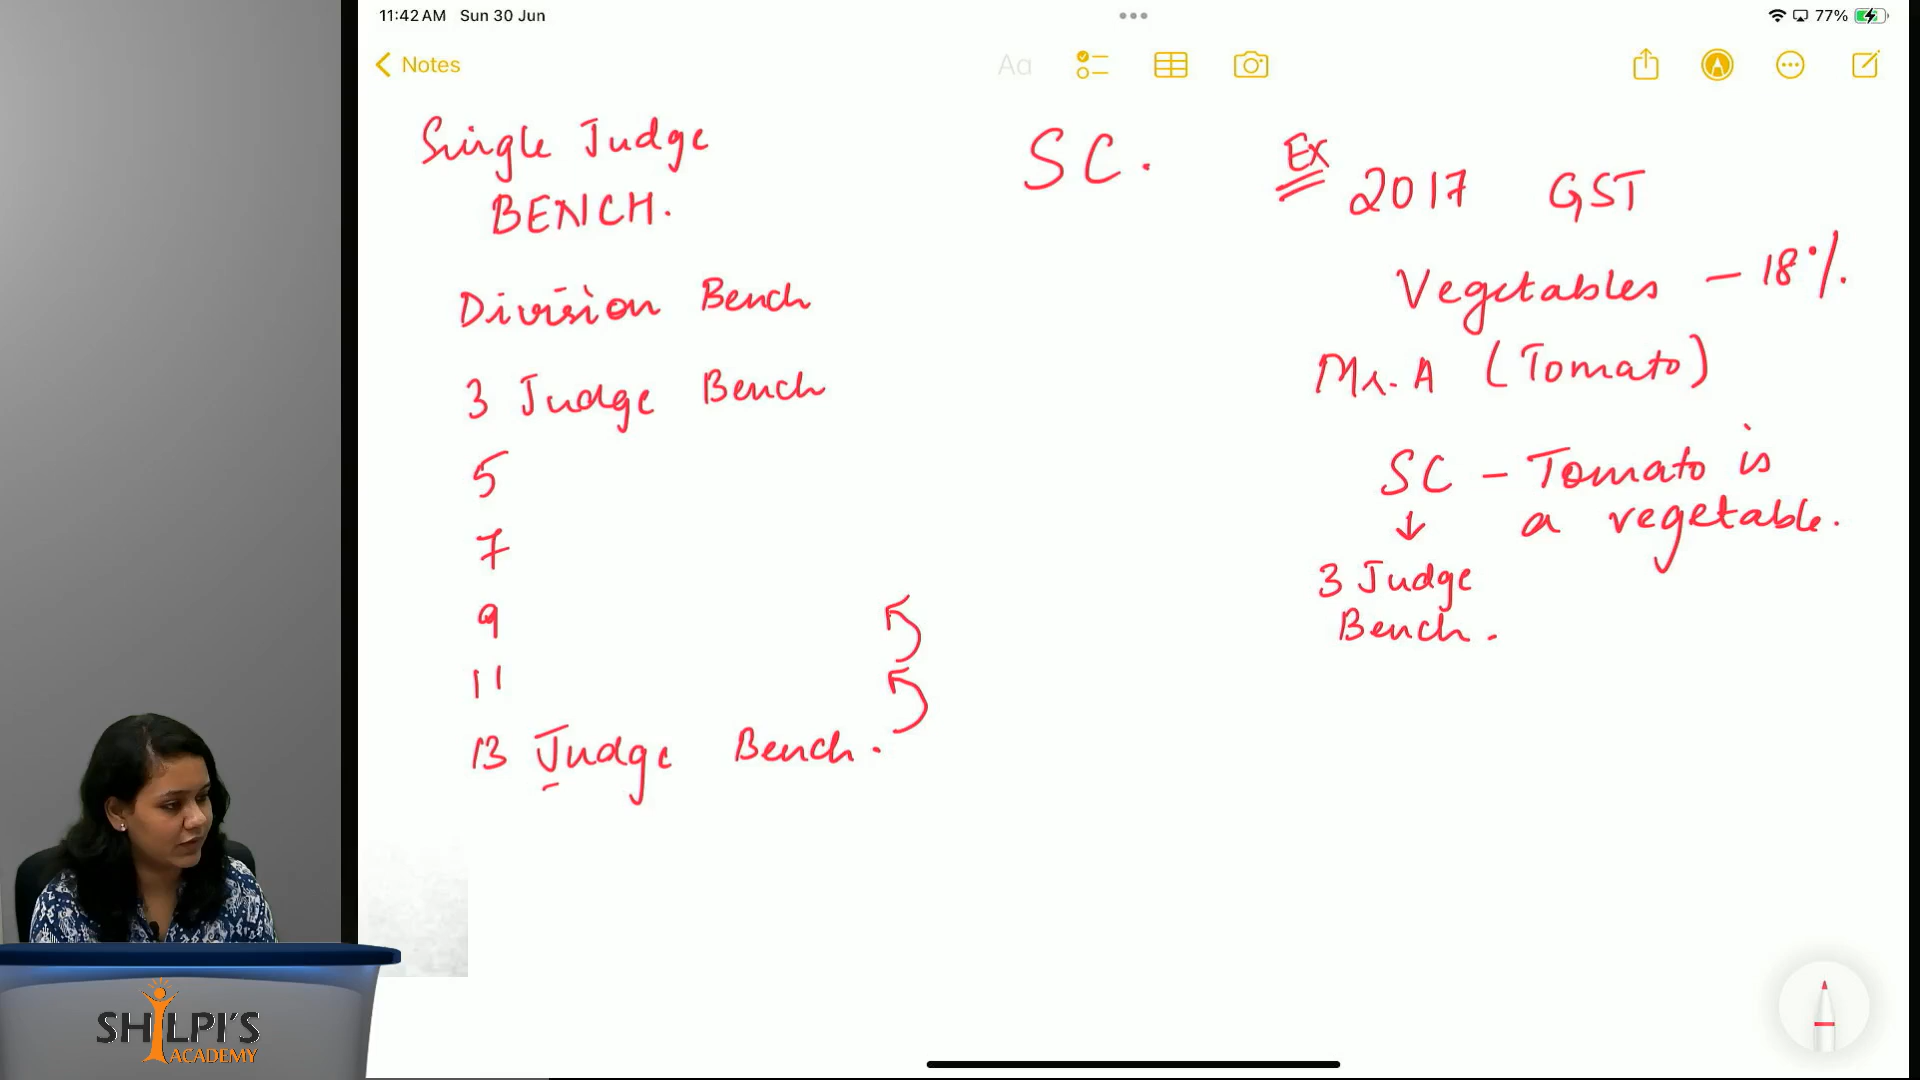 11:42 AM Sun 30 Jun
77%
Notes
Aa
Single Judge
BENCH.
Division Bench
3 Judge Bench
5
7
9
11
13 Judge Bench.
SC.
Ex
2017 GST
Vegetables - 18%.
Mr. A (Tomato)
SC - Tomato is
a vegetable.
↓
3 Judge
Bench.
SHILPI'S
ACADEMY